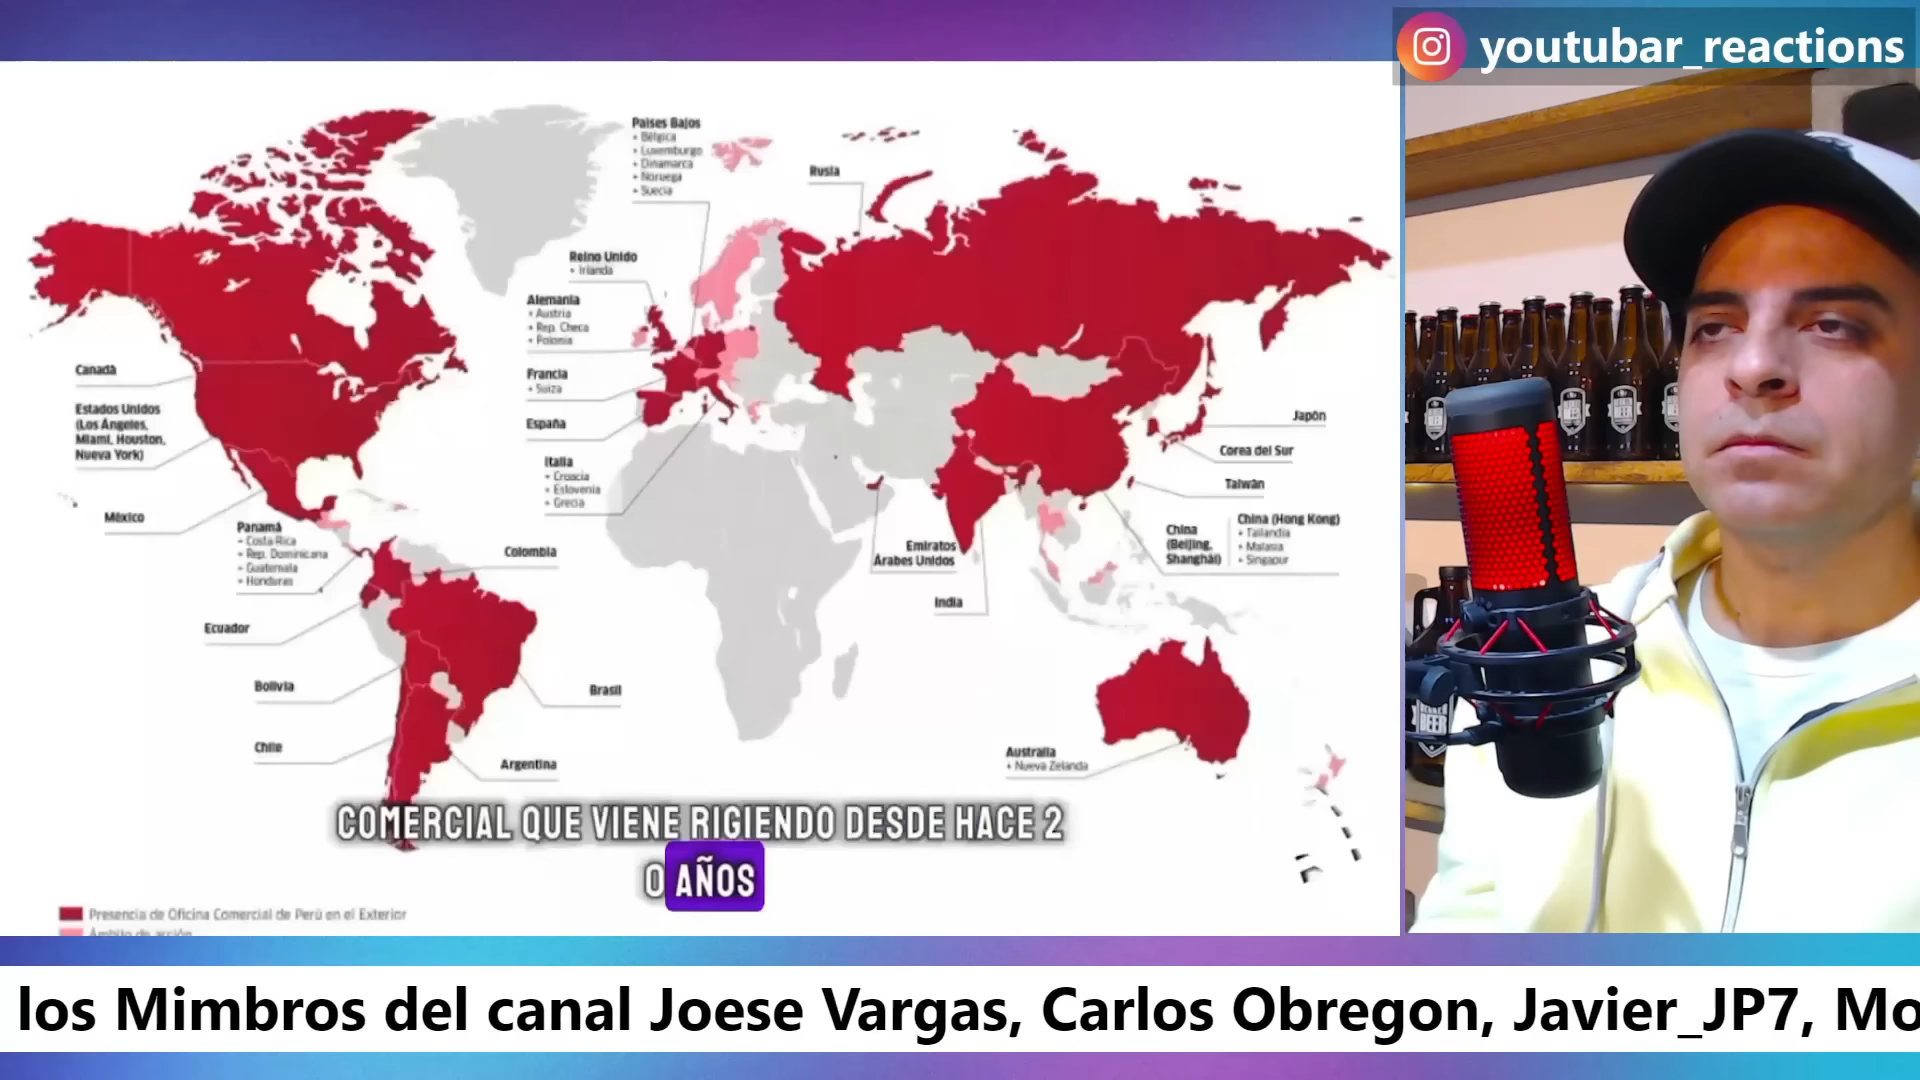 youtubar_reactions
Países Bajos
+ Bélgica
+ Luxemburgo
+ Dinamarca
+ Noruega
+ Suecia
Rusia
Reino Unido
+ Irlanda
Alemania
+ Austria
+ Rep. Checa
+ Polonia
Francia
+ Suiza
España
Italia
+ Croacia
+ Eslovenia
+ Grecia
Canadá
Estados Unidos
(Los Ángeles,
Miami, Houston,
Nueva York)
México
Panamá
+ Costa Rica
+ Rep. Dominicana
+ Guatemala
+ Honduras
Colombia
Ecuador
Bolivia
Chile
Brasil
Argentina
Emiratos
Árabes Unidos
India
Japón
Corea del Sur
Taiwán
China
(Beijing,
Shanghái)
China (Hong Kong)
+ Tailandia
+ Malasia
+ Singapur
Australia
+ Nueva Zelanda
COMERCIAL QUE VIENE RIGIENDO DESDE HACE 2
0 AÑOS
Presencia de Oficina Comercial de Perú en el Exterior
Ámbito de acción
BEER
los Mimbros del canal Joese Vargas, Carlos Obregon, Javier_JP7, Mo